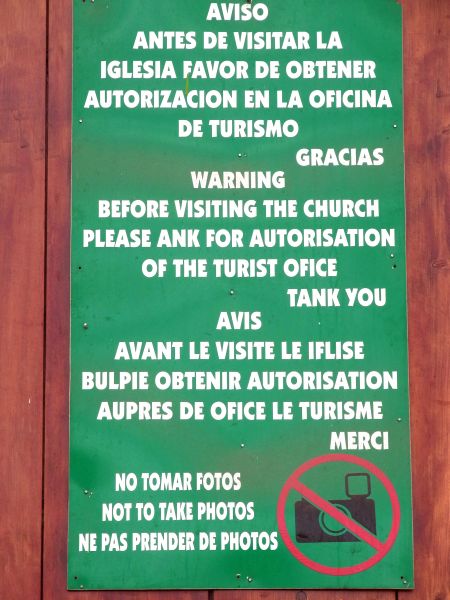 AVISO
ANTES DE VISITAR LA
IGLESIA FAVOR DE OBTENER
AUTORIZACION EN LA OFICINA
DE TURISMO
GRACIAS
WARNING
BEFORE VISITING THE CHURCH
PLEASE ANK FOR AUTORISATION
OF THE TURIST OFICE
TANK YOU
AVIS
AVANT LE VISITE LE IFLISE
BULPIE OBTENIR AUTORISATION
AUPRES DE OFICE LE TURISME
MERCI
NO TOMAR FOTOS
NOT TO TAKE PHOTOS
NE PAS PRENDER DE PHOTOS